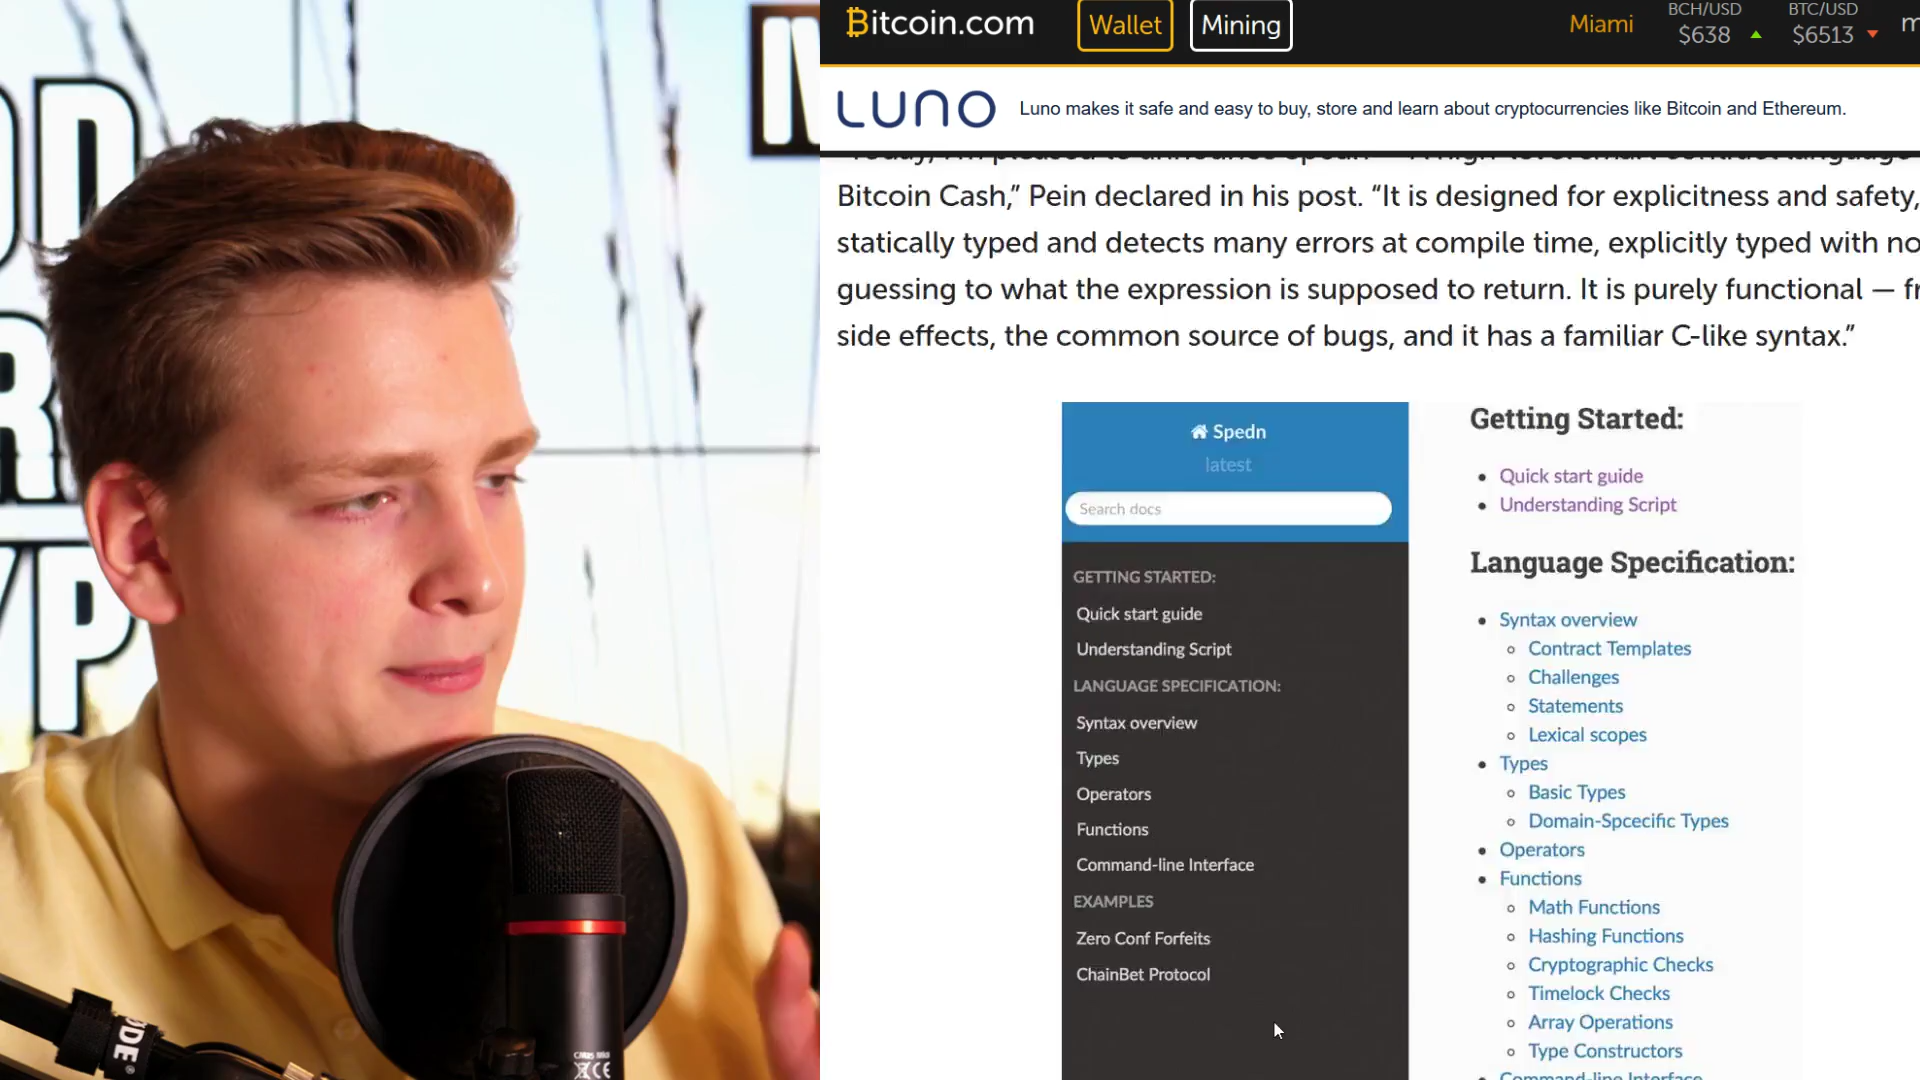 Bitcoin.com Wallet Mining Miami BCH/USD $638 BTC/USD $6513
LUNO Luno makes it safe and easy to buy, store and learn about cryptocurrencies like Bitcoin and Ethereum.
Bitcoin Cash,” Pein declared in his post. “It is designed for explicitness and safety,
statically typed and detects many errors at compile time, explicitly typed with no
guessing to what the expression is supposed to return. It is purely functional —
side effects, the common source of bugs, and it has a familiar C-like syntax.”
Spedn
latest
Search docs
GETTING STARTED:
Quick start guide
Understanding Script
LANGUAGE SPECIFICATION:
Syntax overview
Types
Operators
Functions
Command-line Interface
EXAMPLES
Zero Conf Forfeits
ChainBet Protocol
Getting Started:
Quick start guide
Understanding Script
Language Specification:
Syntax overview
Contract Templates
Challenges
Statements
Lexical scopes
Types
Basic Types
Domain-Spcecific Types
Operators
Functions
Math Functions
Hashing Functions
Cryptographic Checks
Timelock Checks
Array Operations
Type Constructors
Command-line Interface